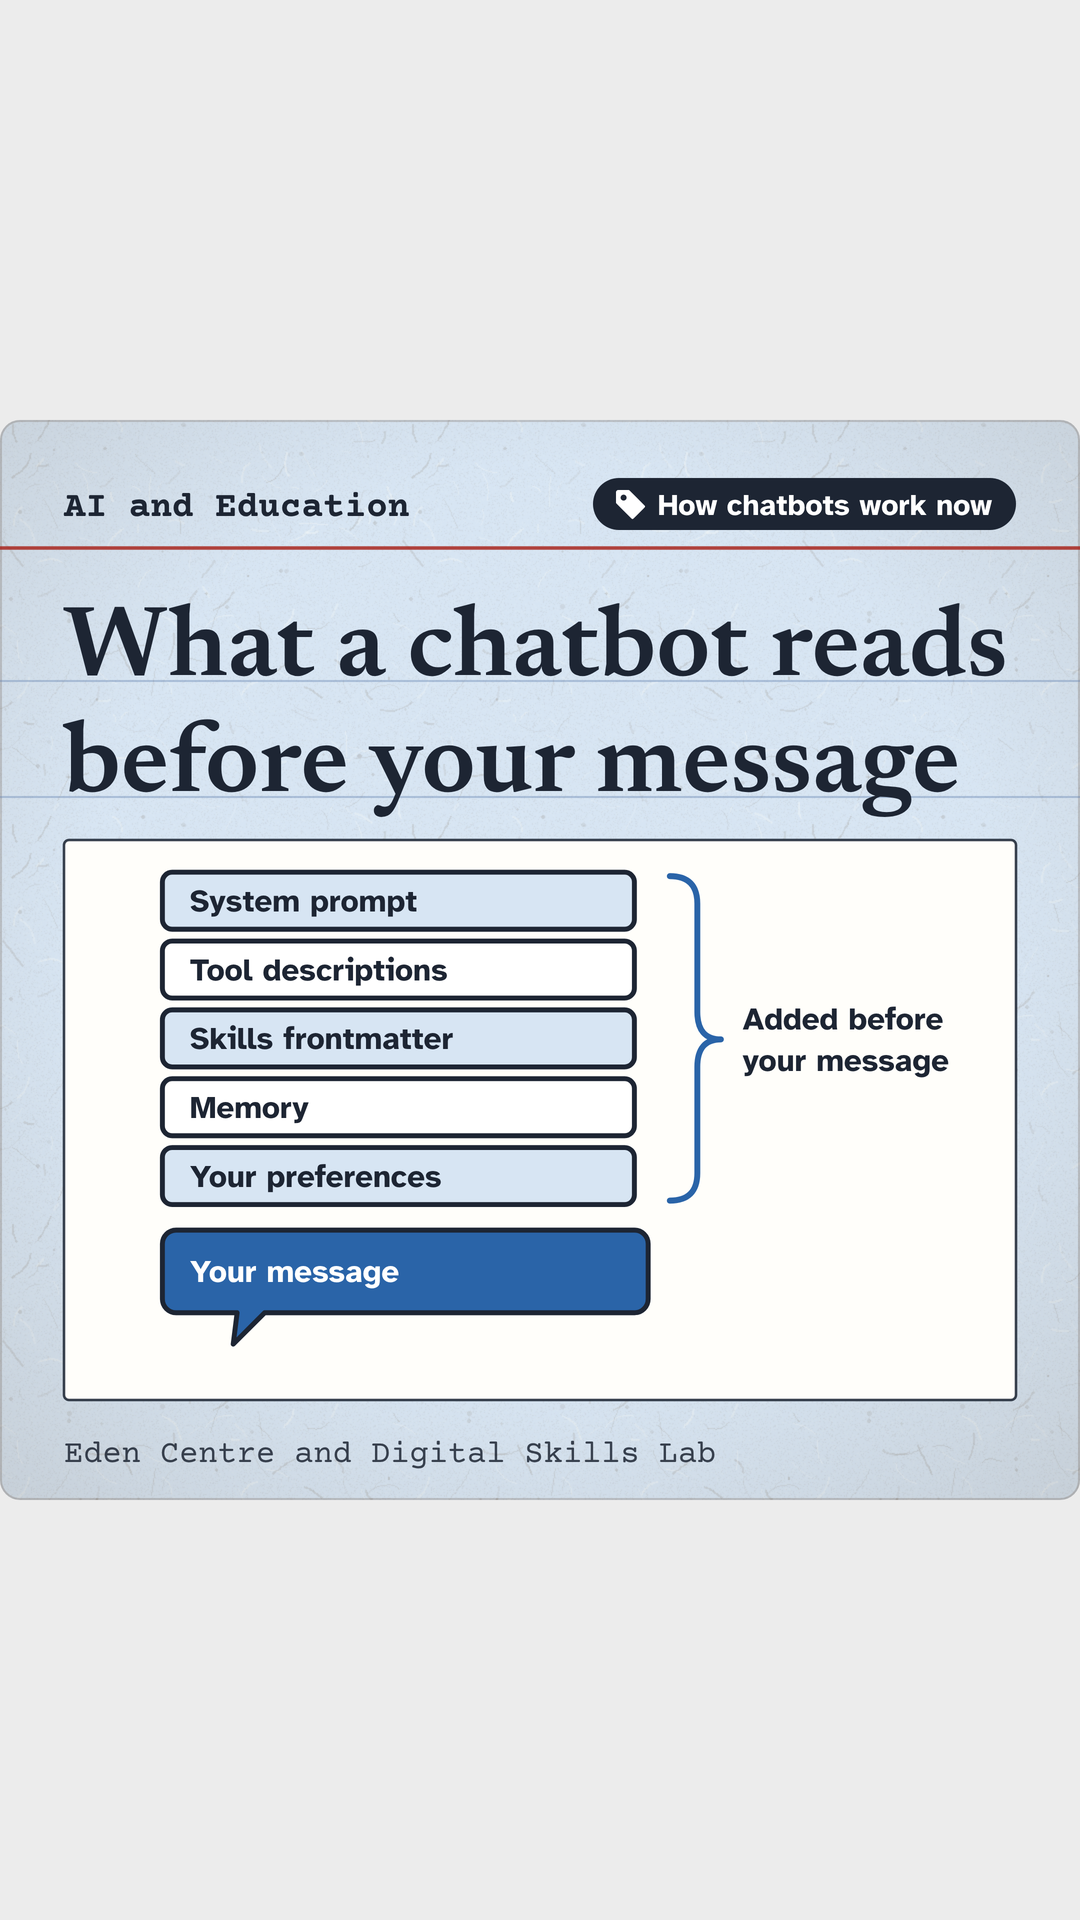 AI and Education
How chatbots work now
What a chatbot reads
before your message
System prompt
Tool descriptions
Skills frontmatter
Memory
Your preferences
Added before
your message
Your message
Eden Centre and Digital Skills Lab